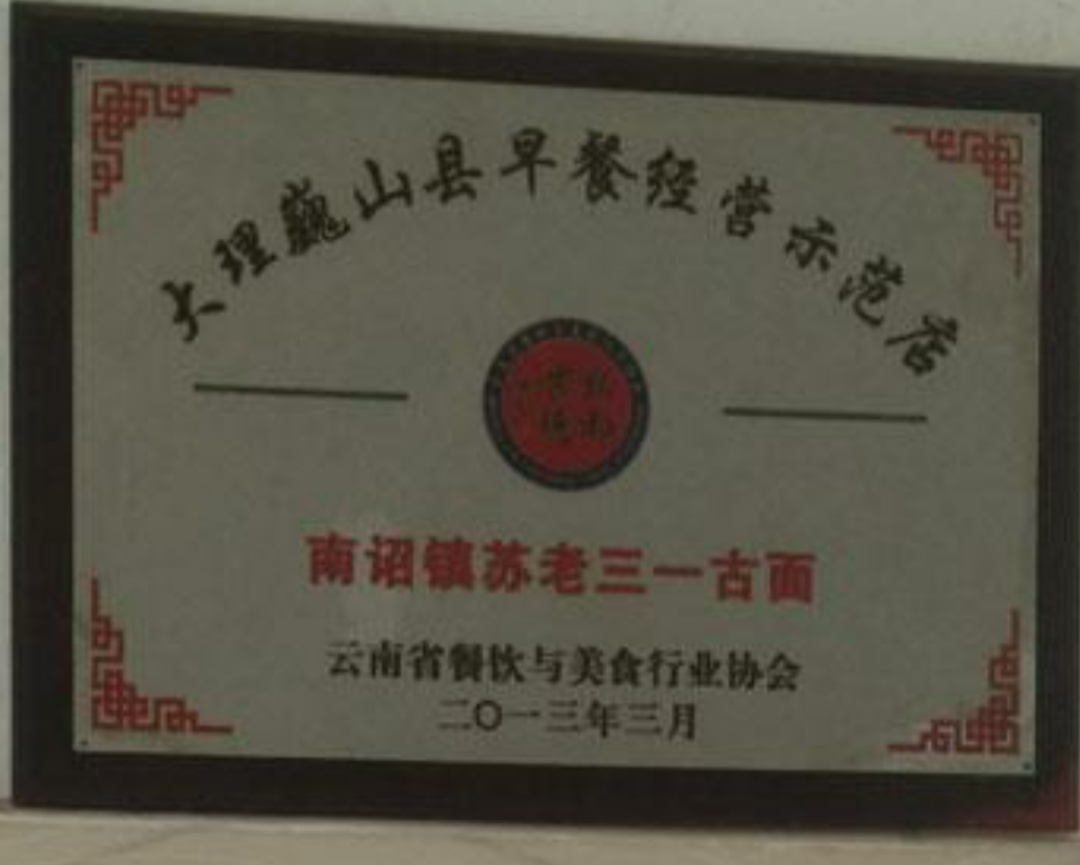 大理巍山县早餐经营示范店
南诏镇苏老三一古面
云南省餐饮与美食行业协会
二〇一三年三月